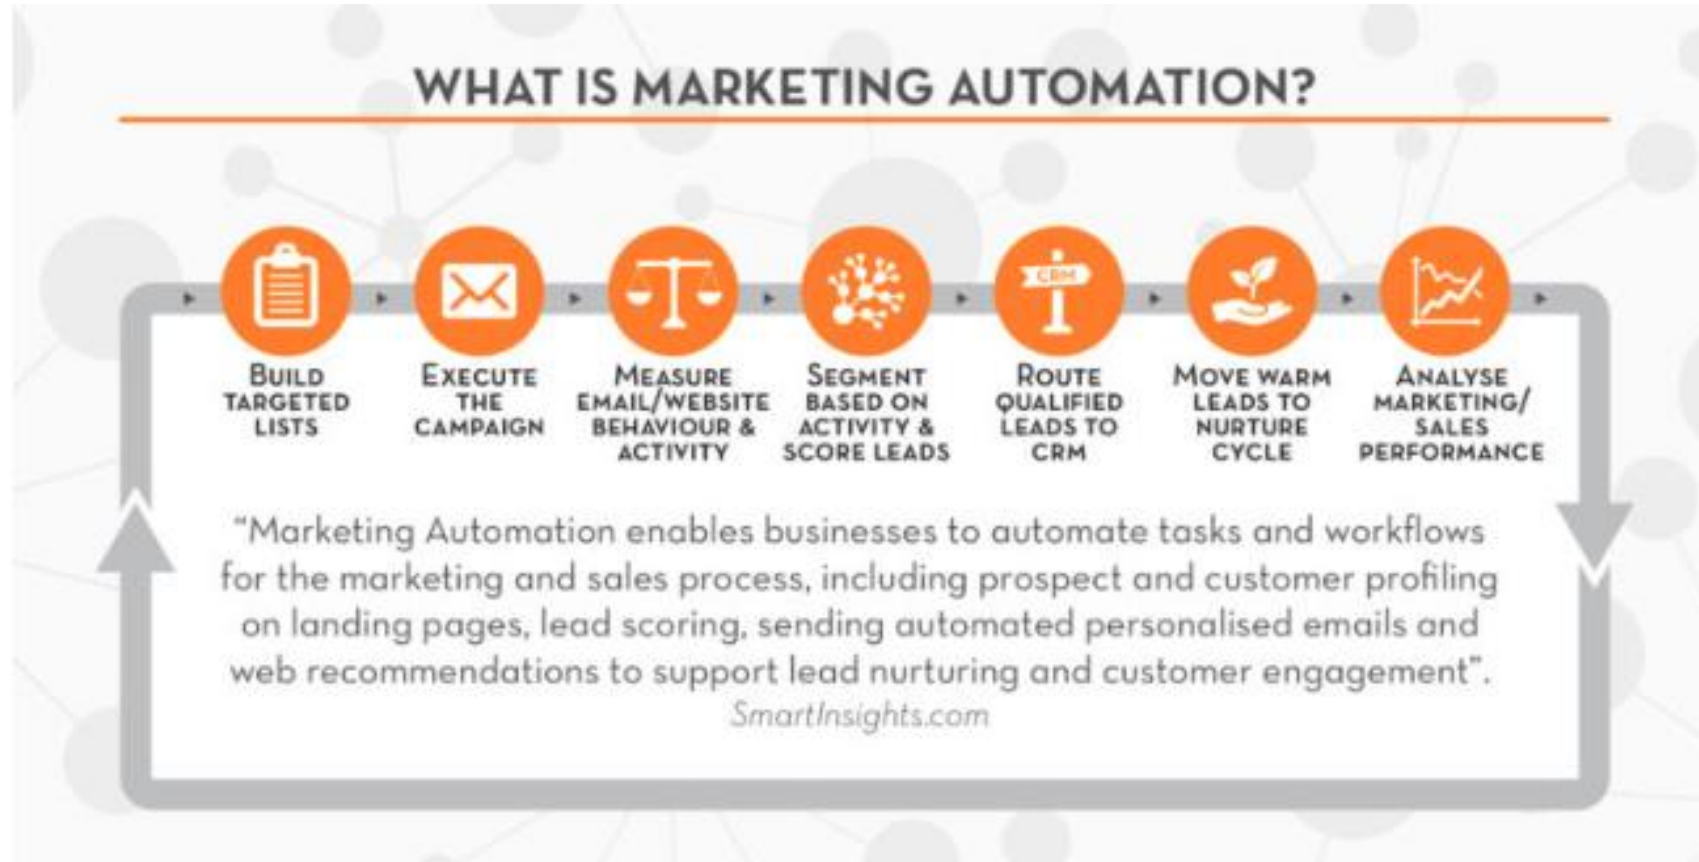 WHAT IS MARKETING AUTOMATION?
CRM
BUILD
TARGETED
LISTS
EXECUTE
THE
CAMPAIGN
MEASURE
EMAIL/WEBSITE
BEHAVIOUR &
ACTIVITY
SEGMENT
BASED ON
ACTIVITY &
SCORE LEADS
ROUTE
QUALIFIED
LEADS TO
CRM
MOVE WARM
LEADS TO
NURTURE
CYCLE
ANALYSE
MARKETING/
SALES
PERFORMANCE
“Marketing Automation enables businesses to automate tasks and workflows
for the marketing and sales process, including prospect and customer profiling
on landing pages, lead scoring, sending automated personalised emails and
web recommendations to support lead nurturing and customer engagement”.
SmartInsights.com